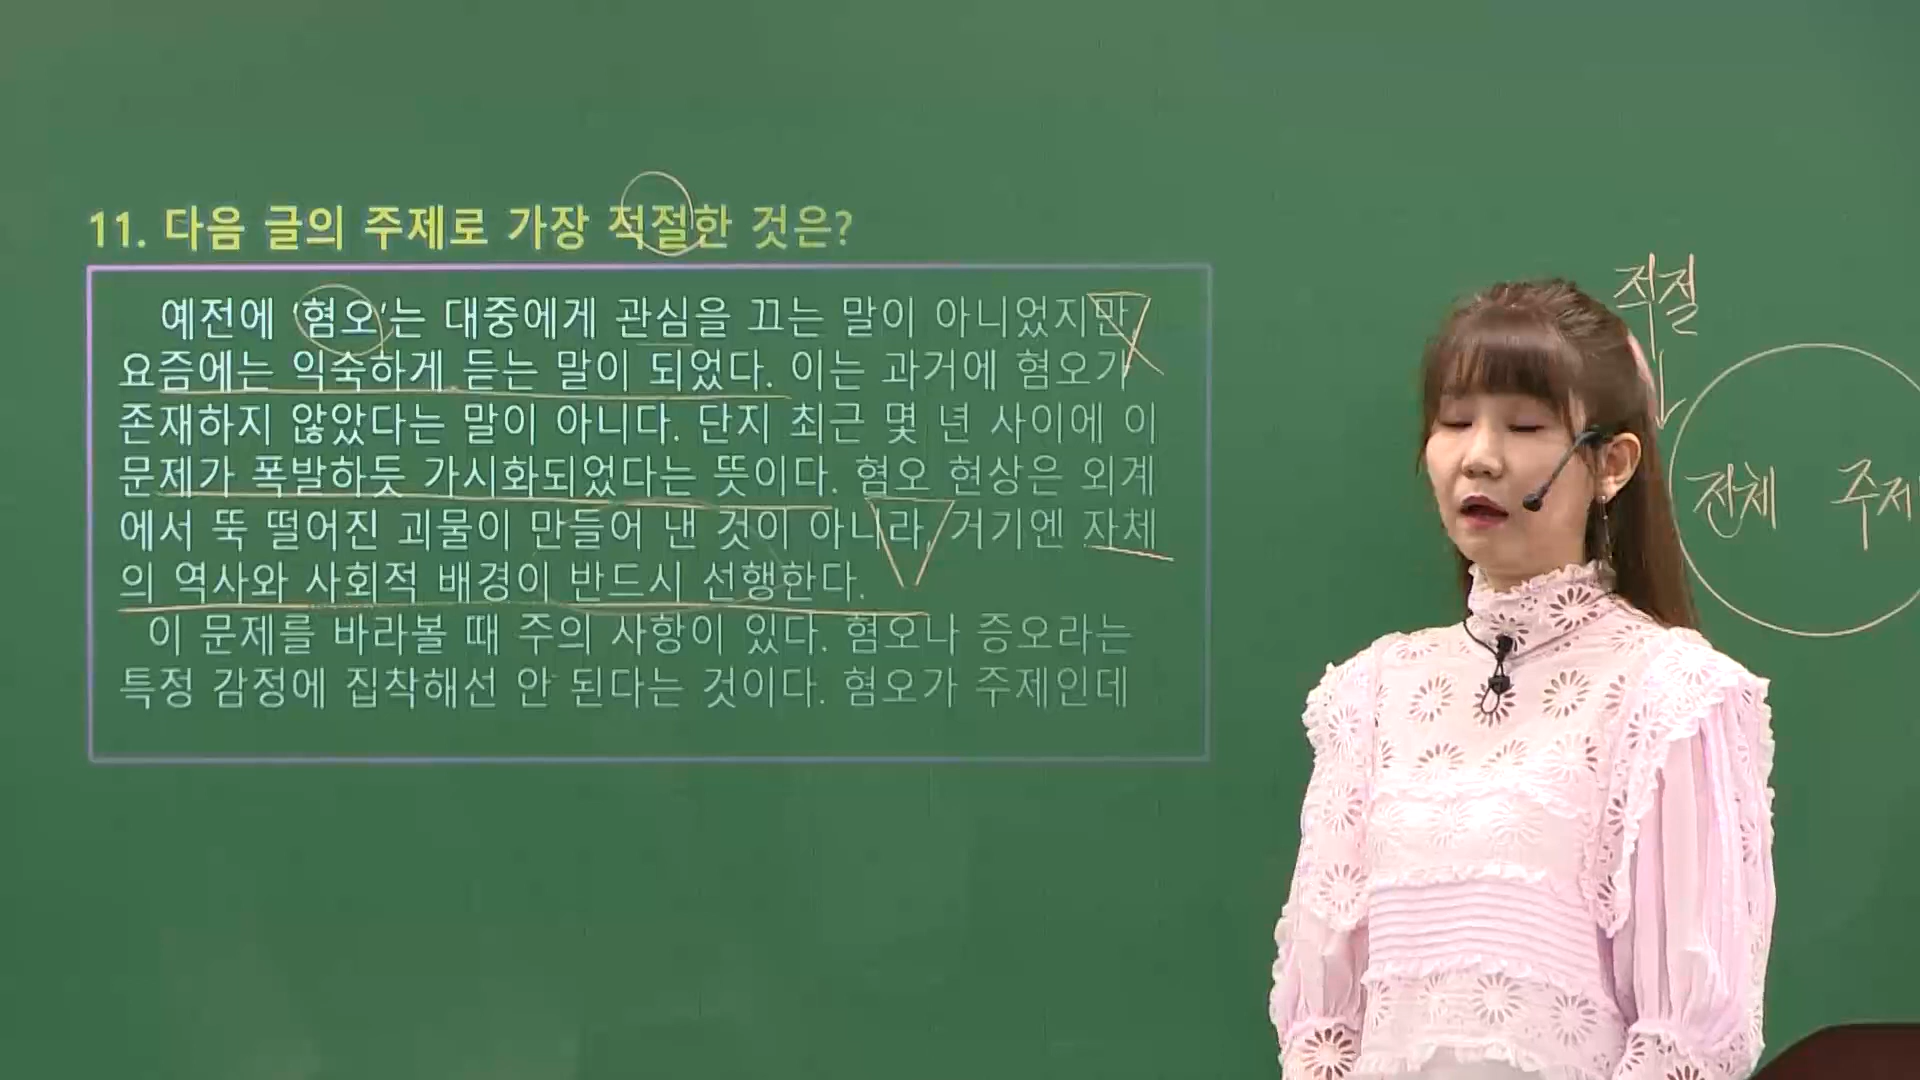 11. 다음 글의 주제로 가장 적절한 것은?
예전에 ‘혐오’는 대중에게 관심을 끄는 말이 아니었지만,
요즘에는 익숙하게 듣는 말이 되었다. 이는 과거에 혐오가
존재하지 않았다는 말이 아니다. 단지 최근 몇 년 사이에 이
문제가 폭발하듯 가시화되었다는 뜻이다. 혐오 현상은 외계
에서 뚝 떨어진 괴물이 만들어 낸 것이 아니라, 거기엔 자체
의 역사와 사회적 배경이 반드시 선행한다.
이 문제를 바라볼 때 주의 사항이 있다. 혐오나 증오라는
특정 감정에 집착해선 안 된다는 것이다. 혐오가 주제인데
적절
전체 주제